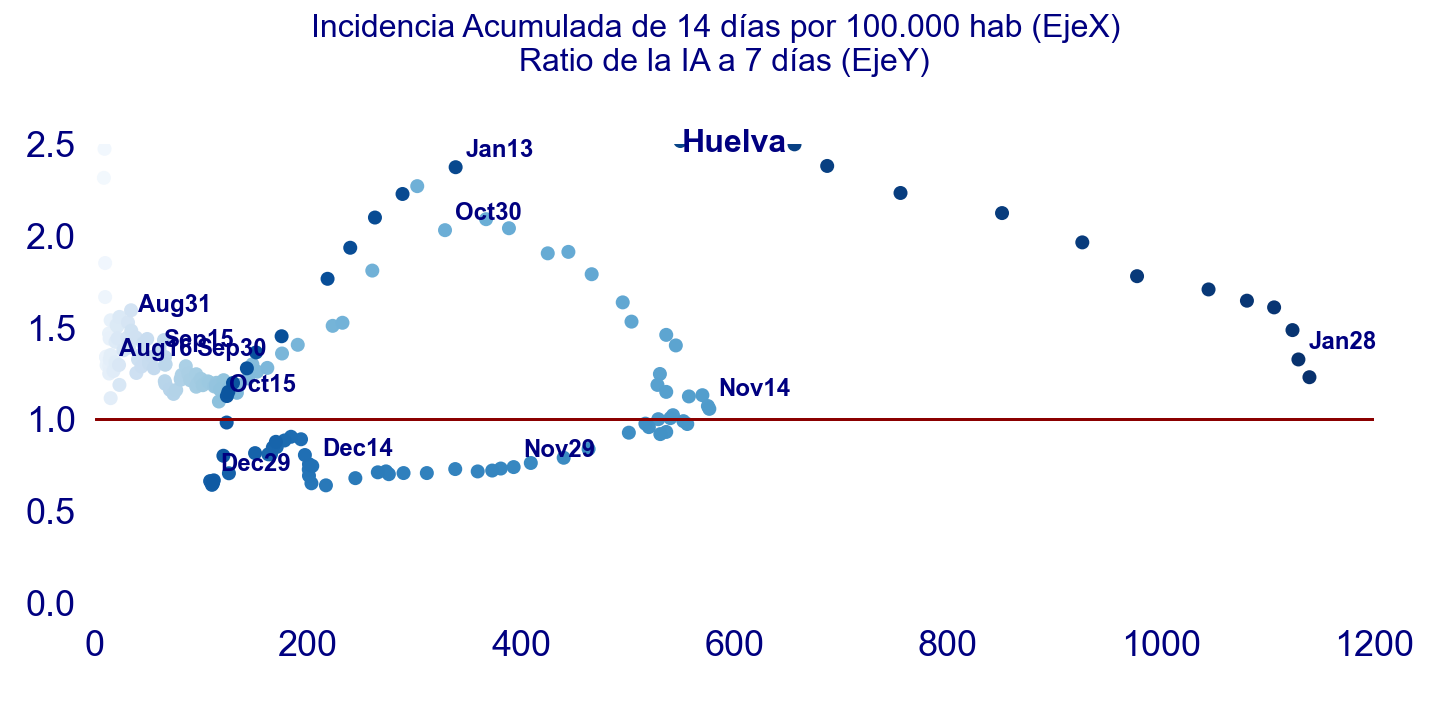 Incidencia Acumulada de 14 días por 100.000 hab (EjeX)
Ratio de la IA a 7 días (EjeY)
2.5
Jan13
Huelva
Oct30
2.0
Aug31
1.5
Sep15
Aug16
Sep30
Jan28
Oct15
Nov14
1.0
Dec14
Nov29
Dec29
0.5
0.0
0 200 400 600 800 1000 1200